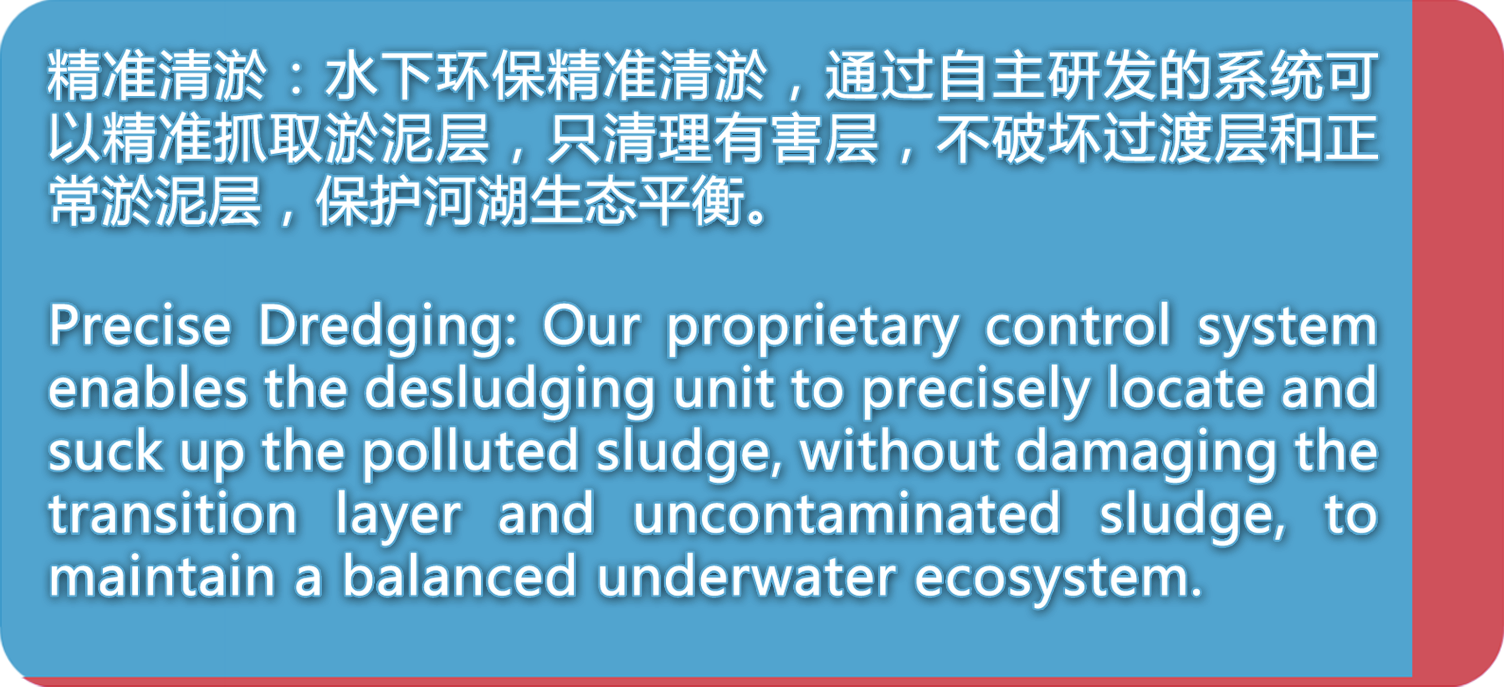 精准清淤：水下环保精准清淤，通过自主研发的系统可
以精准抓取淤泥层，只清理有害层，不破坏过渡层和正
常淤泥层，保护河湖生态平衡。
Precise Dredging: Our proprietary control system
enables the desludging unit to precisely locate and
suck up the polluted sludge, without damaging the
transition layer and uncontaminated sludge, to
maintain a balanced underwater ecosystem.